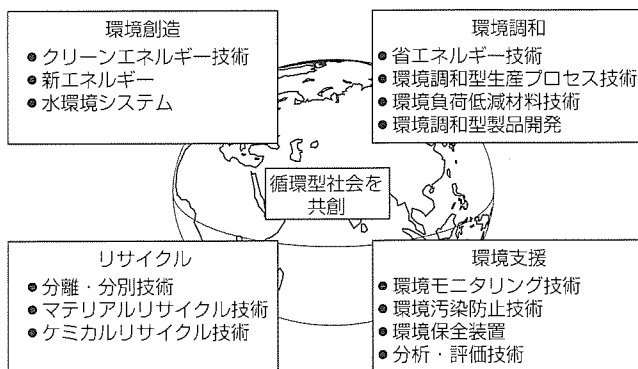 環境創造
●クリーンエネルギー技術
●新エネルギー
●水環境システム
環境調和
●省エネルギー技術
●環境調和型生産プロセス技術
●環境負荷低減材料技術
●環境調和型製品開発
循環型社会を
共創
リサイクル
●分離・分別技術
●マテリアルリサイクル技術
●ケミカルリサイクル技術
環境支援
●環境モニタリング技術
●環境汚染防止技術
●環境保全装置
●分析・評価技術